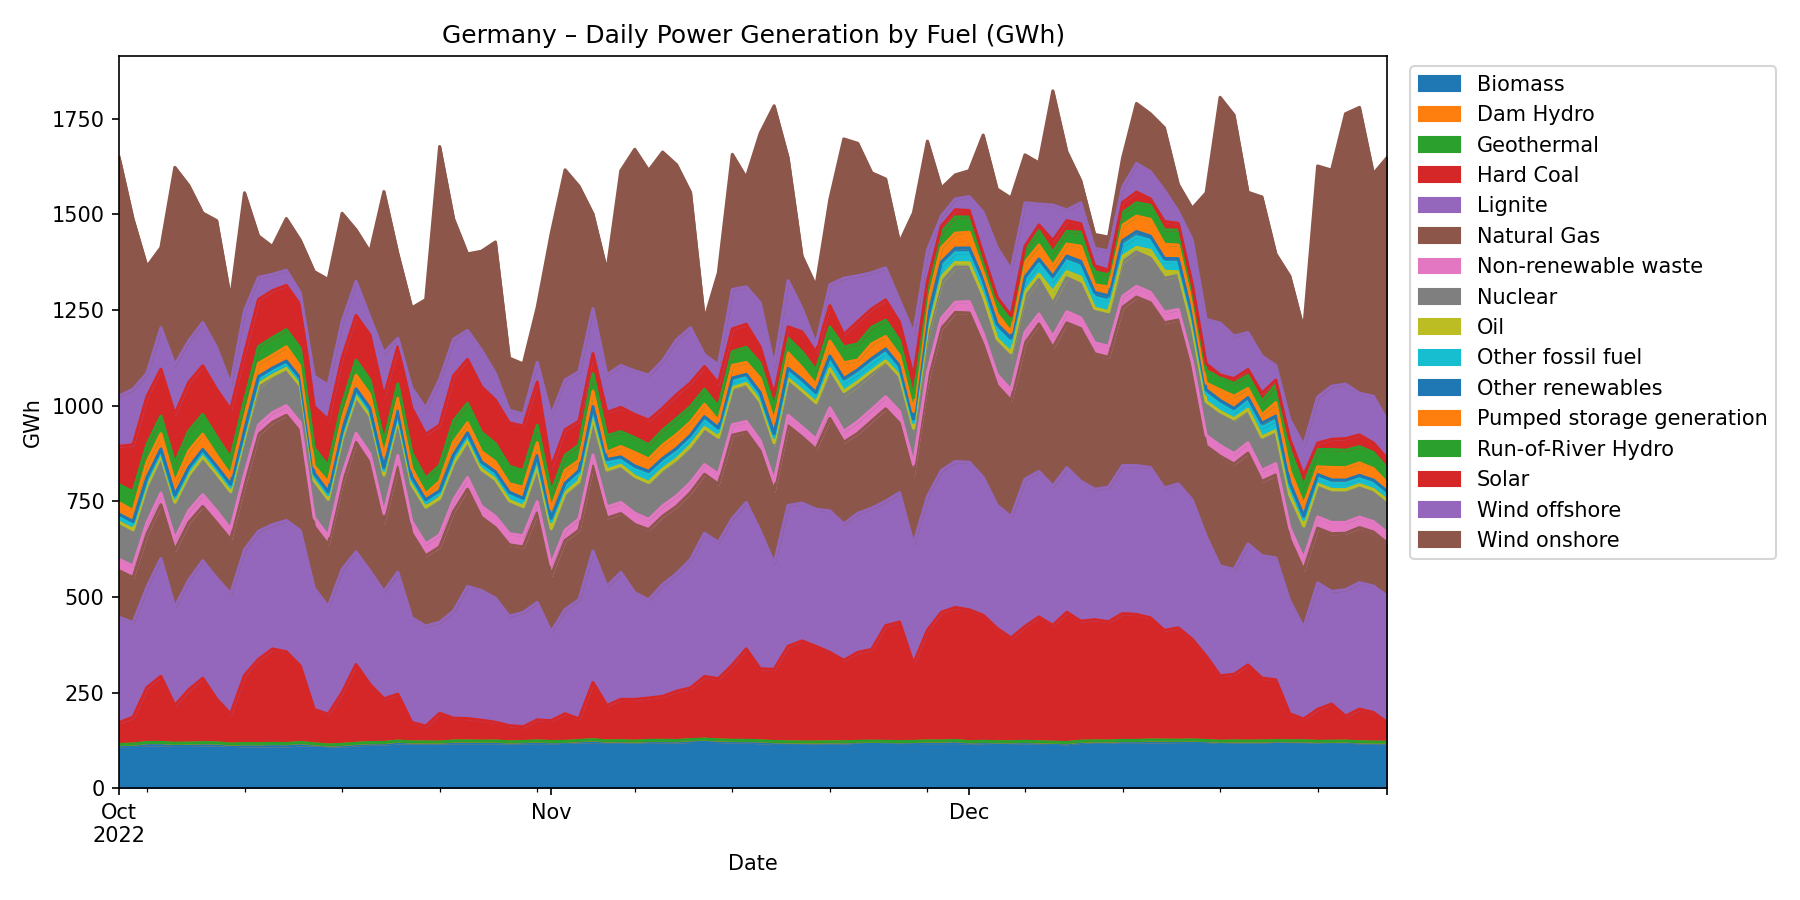 Germany – Daily Power Generation by Fuel (GWh)
1750
1500
1250
1000
750
500
250
0
GWh
Oct
2022
Nov
Dec
Date
Biomass
Dam Hydro
Geothermal
Hard Coal
Lignite
Natural Gas
Non-renewable waste
Nuclear
Oil
Other fossil fuel
Other renewables
Pumped storage generation
Run-of-River Hydro
Solar
Wind offshore
Wind onshore